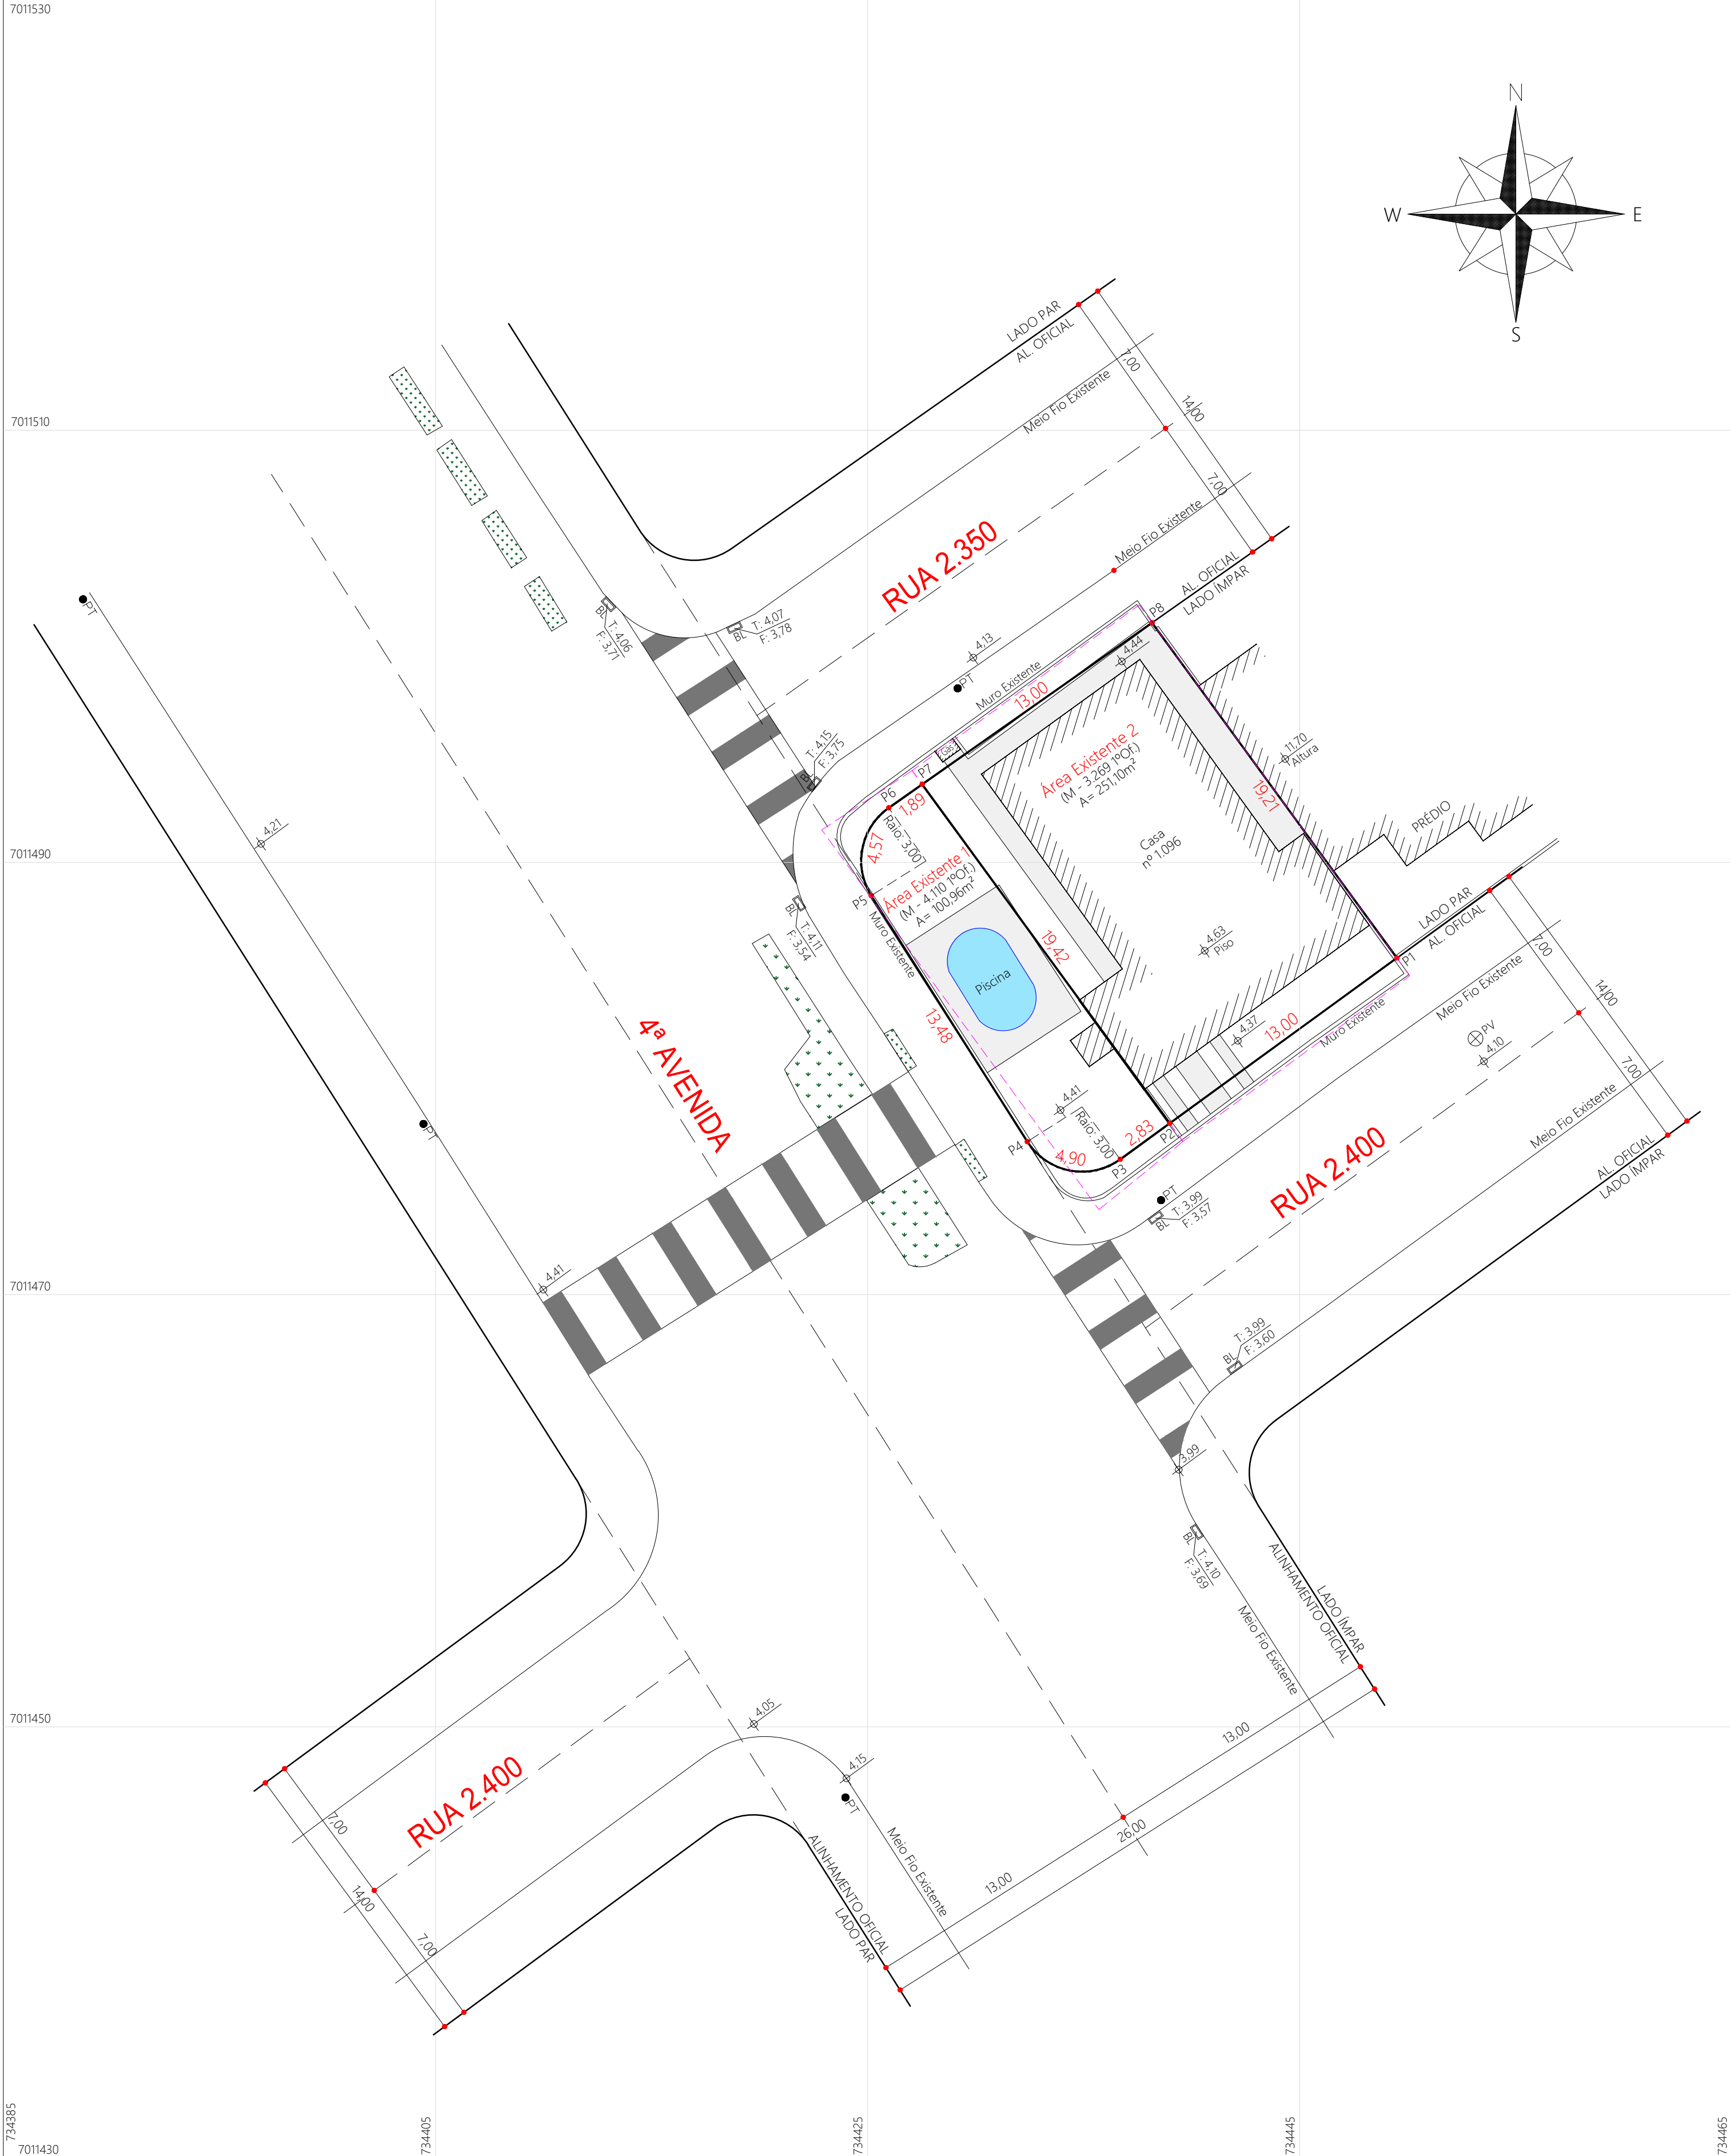 7011530
N
W
E
S
LADO PAR
AL. OFICIAL
7,00
14,00
Meio Fio Existente
7011510
7,00
RUA 2.350
Meio Fio Existente
AL. OFICIAL
LADO ÍMPAR
PT
BL
T: 4,06
F: 3,71
BL
T: 4,07
F: 3,78
4,13
P8
4,44
Muro Existente
PT
13,00
T: 4,15
F: 3,75
BL
Gás
P7
P6
1,89
Raio: 3,00
4,57
Área Existente 2
(M - 3.269 1ºOf.)
A= 251,10m²
11,70
Altura
19,21
4,21
7011490
Casa
nº 1.096
PRÉDIO
Área Existente 1
(M - 4.110 1ºOf.)
A= 100,96m²
P5
BL
T: 4,11
F: 3,54
Muro Existente
19,42
4,63
Piso
LADO PAR
AL. OFICIAL
7,00
P1
14,00
Piscina
Meio Fio Existente
4ª AVENIDA
13,48
4,37
13,00
Muro Existente
PV
4,10
7,00
PT
4,41
Raio: 3,00
2,83
P2
P4
4,90
P3
Meio Fio Existente
RUA 2.400
AL. OFICIAL
LADO ÍMPAR
PT
BL
T: 3,99
F: 3,57
4,41
7011470
T: 3,99
F: 3,60
BL
3,99
BL
T: 4,10
F: 3,69
LADO ÍMPAR
ALINHAMENTO OFICIAL
Meio Fio Existente
7011450
4,05
13,00
4,15
PT
RUA 2.400
7,00
26,00
14,00
ALINHAMENTO OFICIAL
LADO PAR
Meio Fio Existente
13,00
7,00
734385
734405
734425
734445
734465
7011430